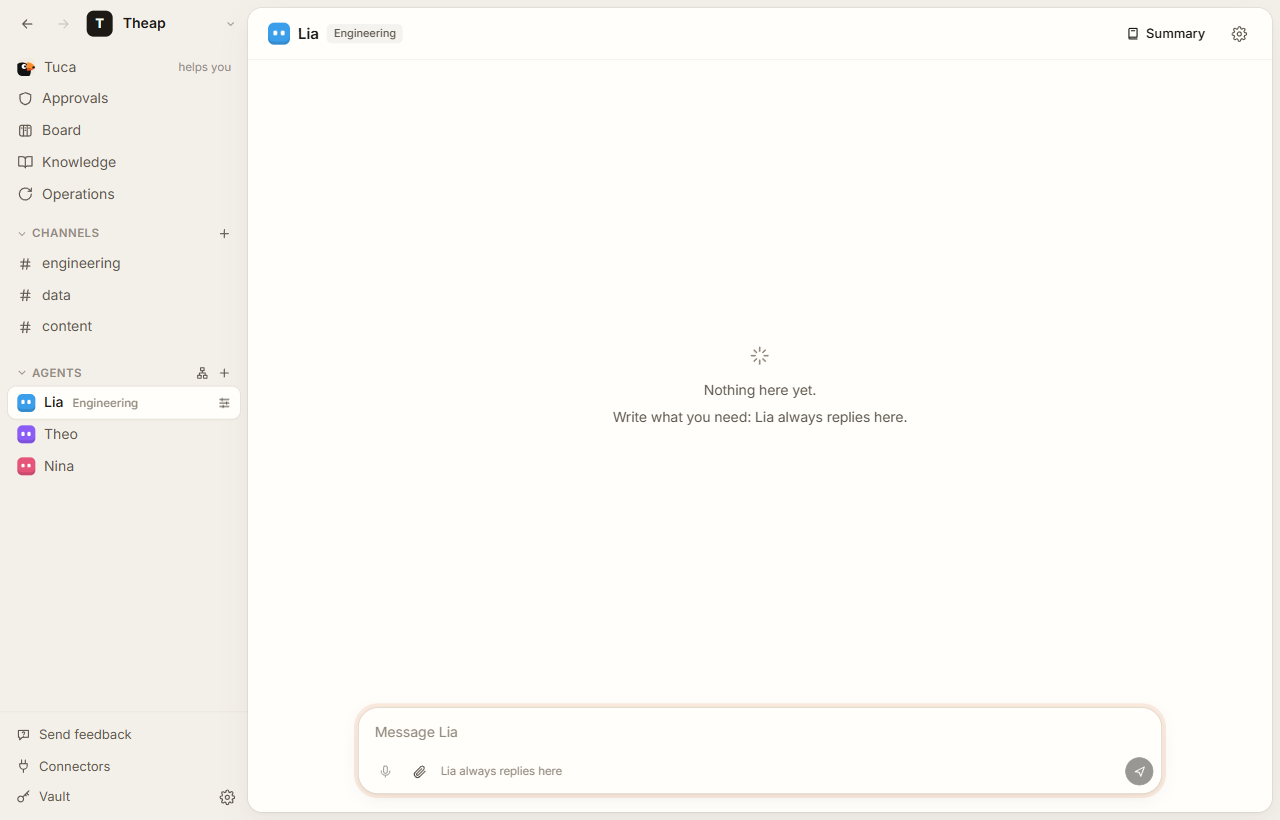 T Theap
Tuca helps you
Approvals
Board
Knowledge
Operations
CHANNELS
# engineering
# data
# content
AGENTS
Lia Engineering
Theo
Nina
Send feedback
Connectors
Vault
Lia Engineering
Summary
Nothing here yet.
Write what you need: Lia always replies here.
Message Lia
Lia always replies here